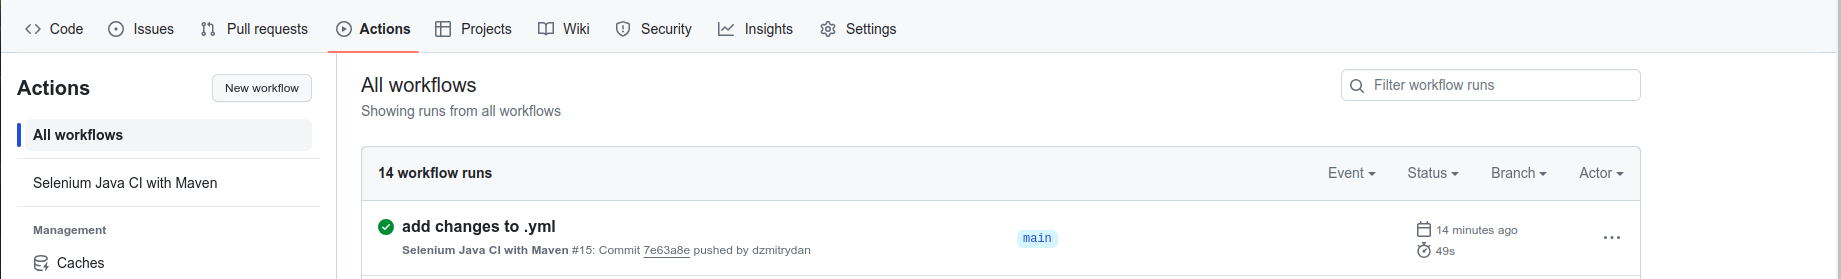 Code Issues Pull requests Actions Projects Wiki Security Insights Settings
Actions
New workflow
All workflows
Selenium Java CI with Maven
Management
Caches
All workflows
Showing runs from all workflows
Filter workflow runs
14 workflow runs
Event Status Branch Actor
add changes to .yml
Selenium Java CI with Maven #15: Commit 7e63a8e pushed by dzmitrydan
main
14 minutes ago
49s